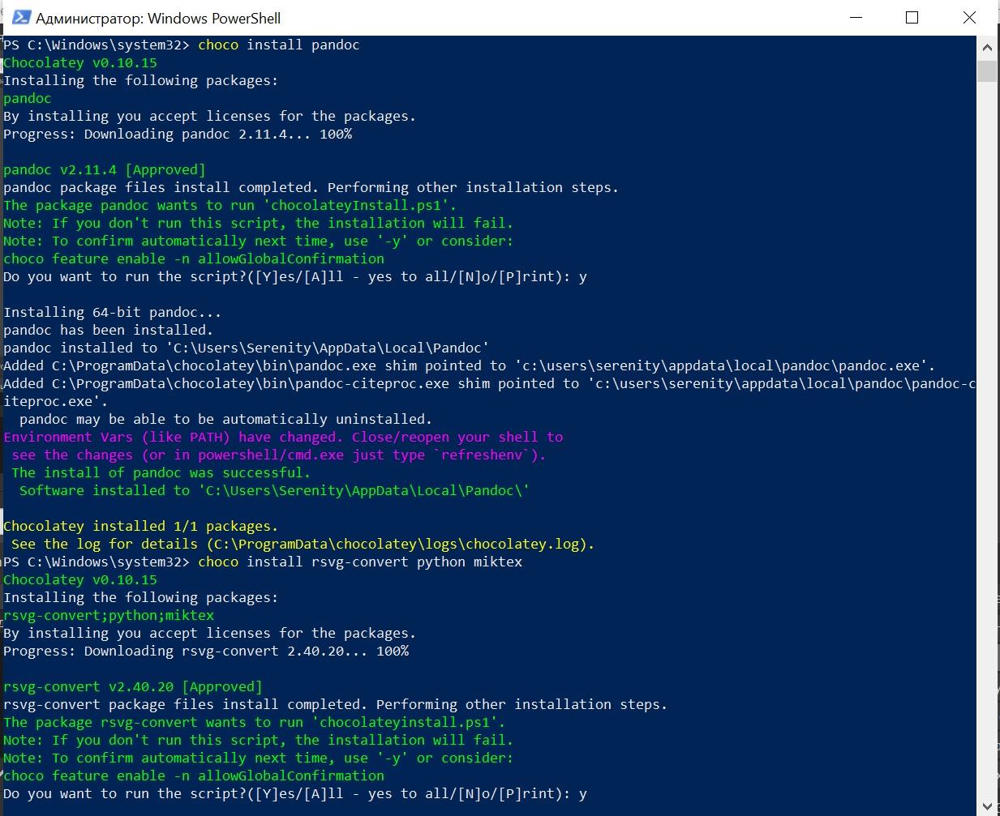 Администратор: Windows PowerShell
PS C:\Windows\system32> choco install pandoc
Chocolatey v0.10.15
Installing the following packages:
pandoc
By installing you accept licenses for the packages.
Progress: Downloading pandoc 2.11.4... 100%
pandoc v2.11.4 [Approved]
pandoc package files install completed. Performing other installation steps.
The package pandoc wants to run 'chocolateyInstall.ps1'.
Note: If you don't run this script, the installation will fail.
Note: To confirm automatically next time, use '-y' or consider:
choco feature enable -n allowGlobalConfirmation
Do you want to run the script?([Y]es/[A]ll - yes to all/[N]o/[P]rint): y
Installing 64-bit pandoc...
pandoc has been installed.
pandoc installed to 'C:\Users\Serenity\AppData\Local\Pandoc'
Added C:\ProgramData\chocolatey\bin\pandoc.exe shim pointed to 'c:\users\serenity\appdata\local\pandoc\pandoc.exe'.
Added C:\ProgramData\chocolatey\bin\pandoc-citeproc.exe shim pointed to 'c:\users\serenity\appdata\local\pandoc\pandoc-c
iteproc.exe'.
pandoc may be able to be automatically uninstalled.
Environment Vars (like PATH) have changed. Close/reopen your shell to
see the changes (or in powershell/cmd.exe just type `refreshenv`).
The install of pandoc was successful.
Software installed to 'C:\Users\Serenity\AppData\Local\Pandoc\'
Chocolatey installed 1/1 packages.
See the log for details (C:\ProgramData\chocolatey\logs\chocolatey.log).
PS C:\Windows\system32> choco install rsvg-convert python miktex
Chocolatey v0.10.15
Installing the following packages:
rsvg-convert;python;miktex
By installing you accept licenses for the packages.
Progress: Downloading rsvg-convert 2.40.20... 100%
rsvg-convert v2.40.20 [Approved]
rsvg-convert package files install completed. Performing other installation steps.
The package rsvg-convert wants to run 'chocolateyinstall.ps1'.
Note: If you don't run this script, the installation will fail.
Note: To confirm automatically next time, use '-y' or consider:
choco feature enable -n allowGlobalConfirmation
Do you want to run the script?([Y]es/[A]ll - yes to all/[N]o/[P]rint): y